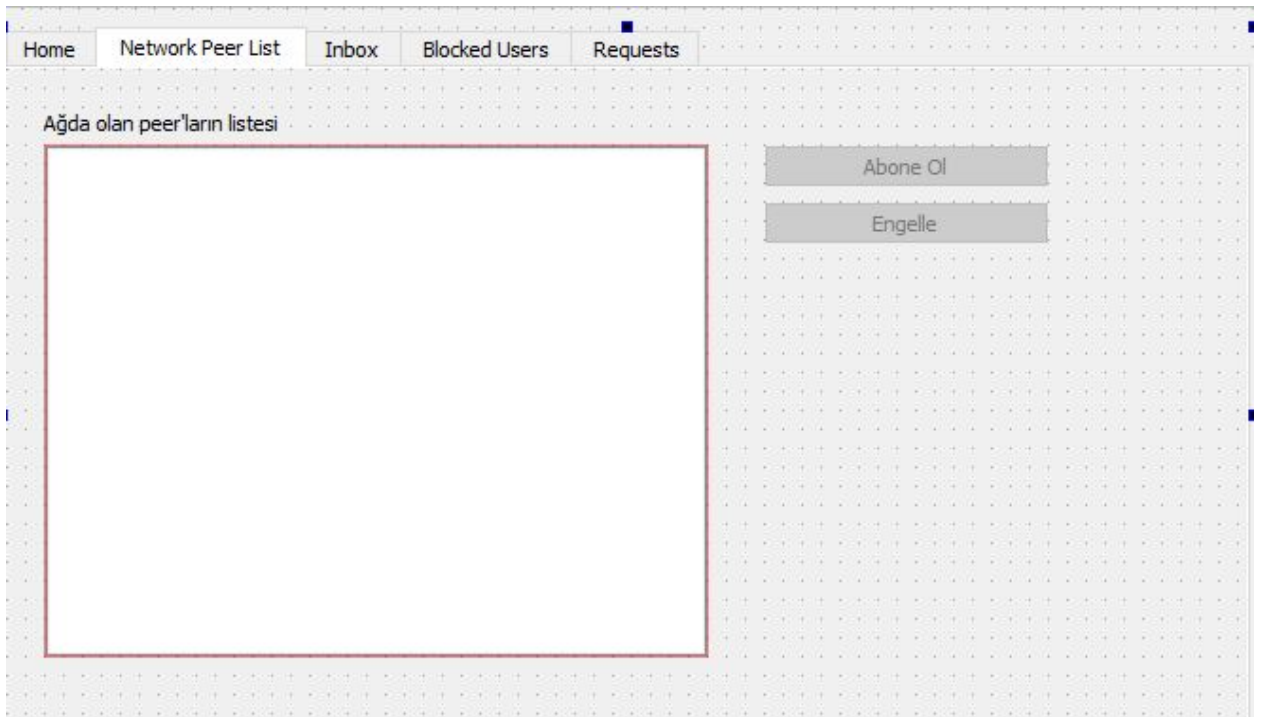 Home Network Peer List Inbox Blocked Users Requests
Ağda olan peer'ların listesi
Abone Ol
Engelle